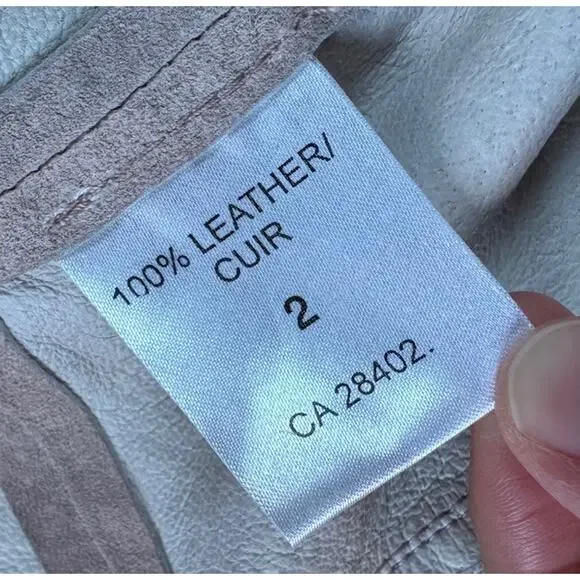 100% LEATHER/
CUIR
2
CA 28402.